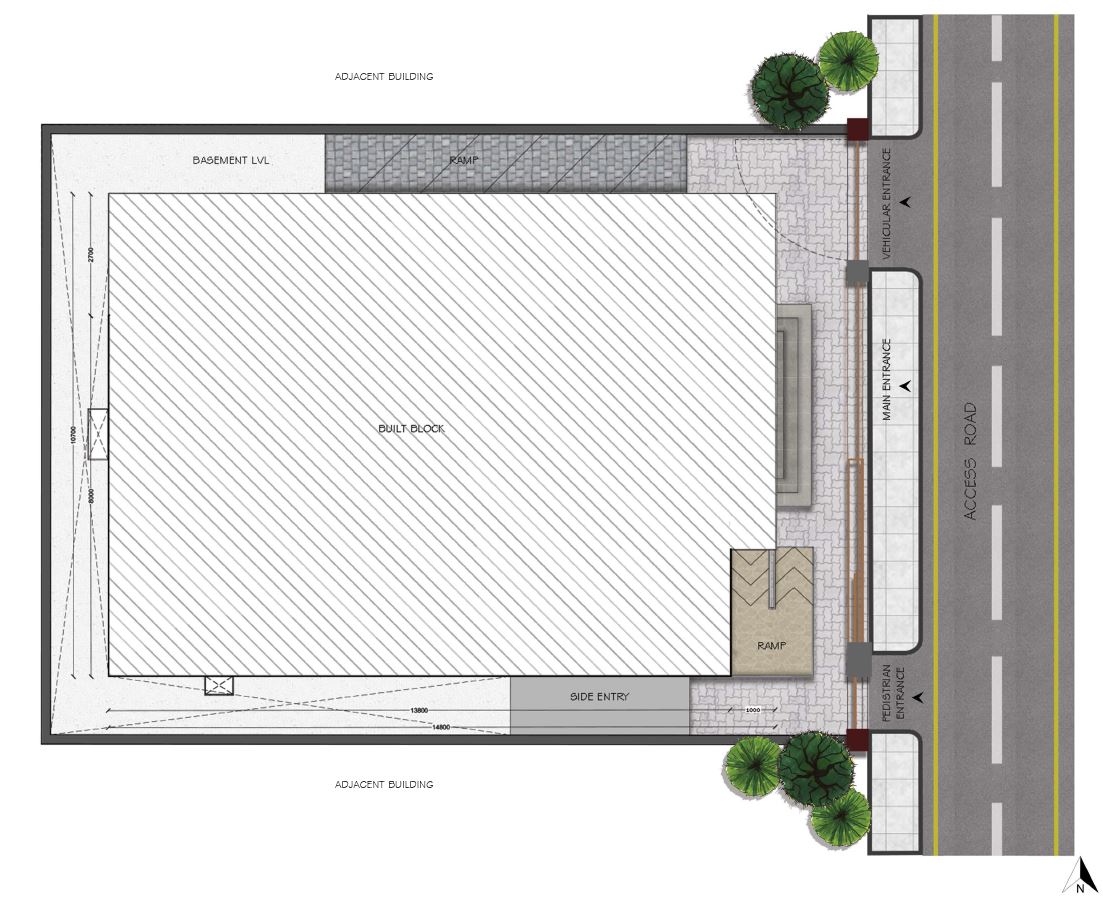 ADJACENT BUILDING
BASEMENT LVL
RAMP
VEHICULAR ENTRANCE
2700
MAIN ENTRANCE
10700
BUILT BLOCK
ACCESS ROAD
8000
RAMP
SIDE ENTRY
PEDISTRIAN
ENTRANCE
13800
1000
14800
ADJACENT BUILDING
N